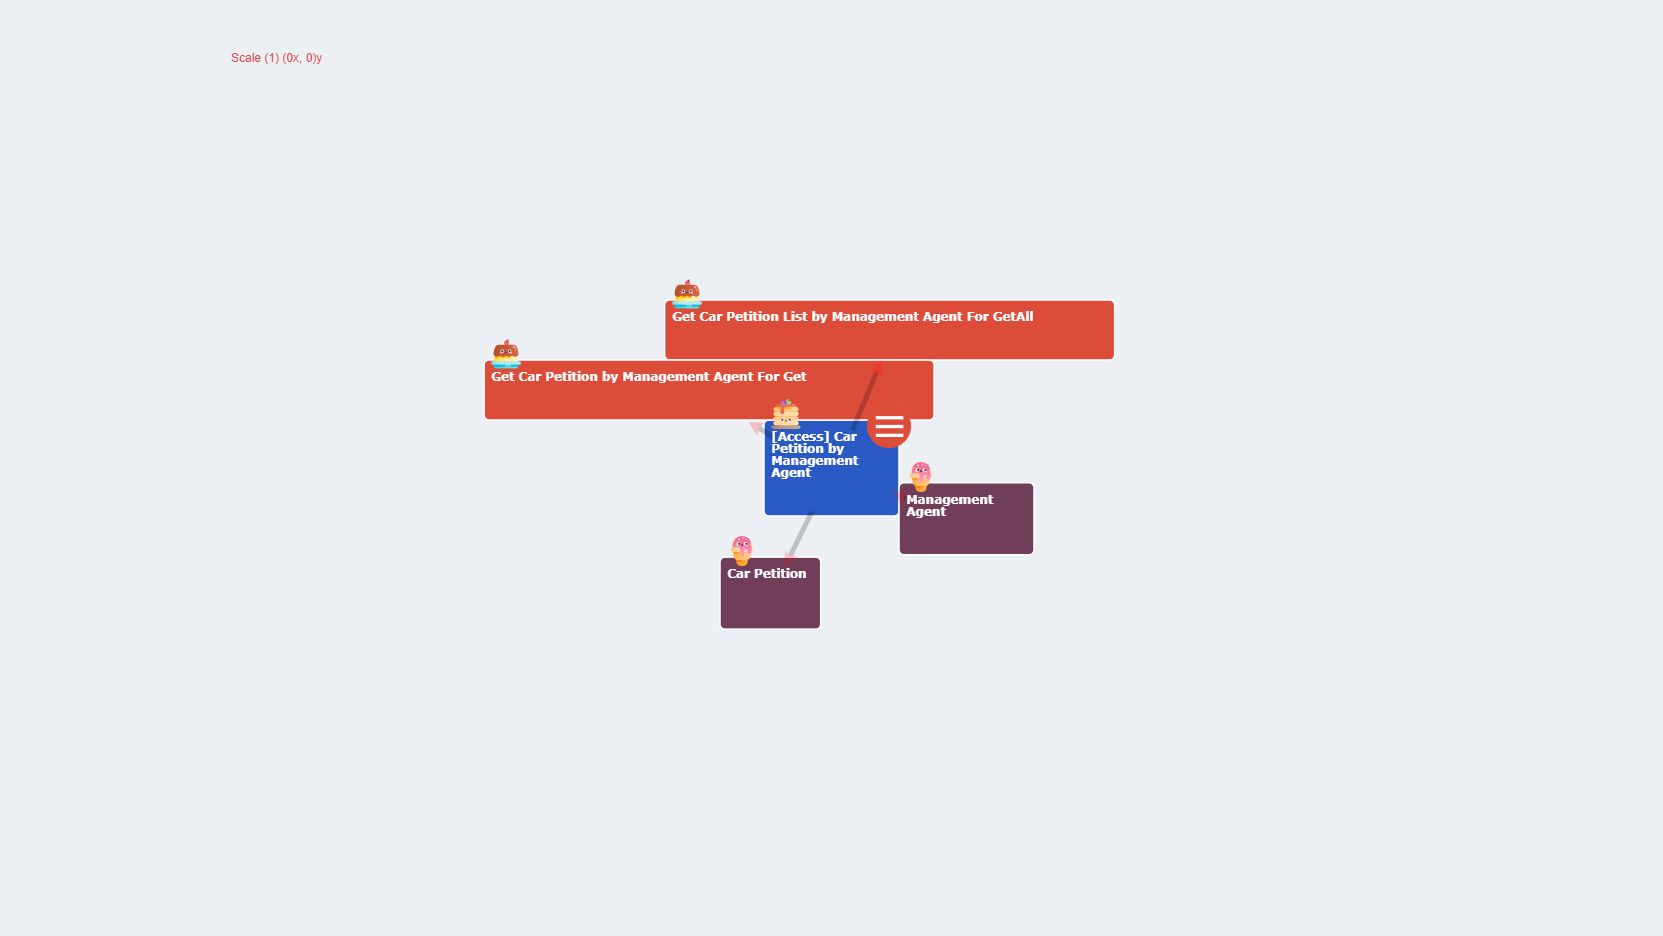 Scale (1) (0x, 0)y
Get Car Petition List by Management Agent For GetAll
Get Car Petition by Management Agent For Get
[Access] Car
Petition by
Management
Agent
Management
Agent
Car Petition